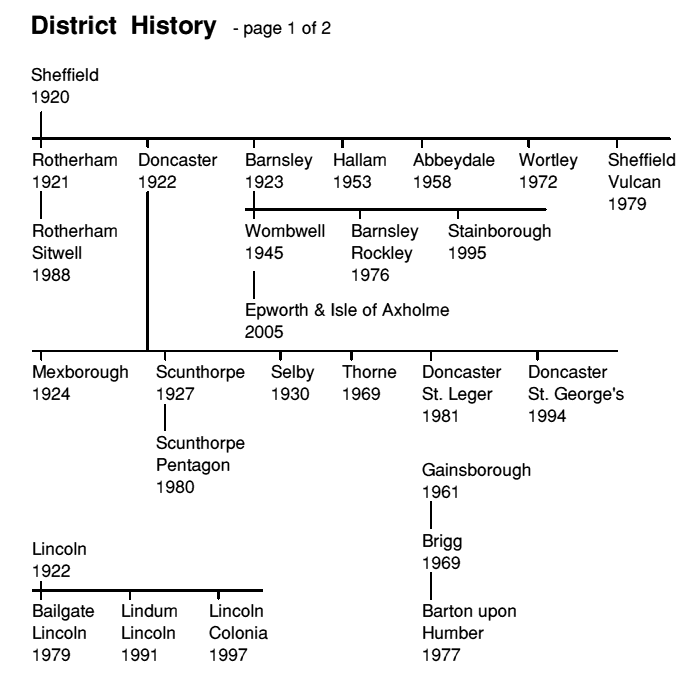 District History - page 1 of 2
Sheffield
1920
Rotherham
1921
Doncaster
1922
Barnsley
1923
Hallam
1953
Abbeydale
1958
Wortley
1972
Sheffield
Vulcan
1979
Rotherham
Sitwell
1988
Wombwell
1945
Barnsley
Rockley
1976
Stainborough
1995
Epworth & Isle of Axholme
2005
Mexborough
1924
Scunthorpe
1927
Selby
1930
Thorne
1969
Doncaster
St. Leger
1981
Doncaster
St. George's
1994
Scunthorpe
Pentagon
1980
Gainsborough
1961
Brigg
1969
Barton upon
Humber
1977
Lincoln
1922
Bailgate
Lincoln
1979
Lindum
Lincoln
1991
Lincoln
Colonia
1997